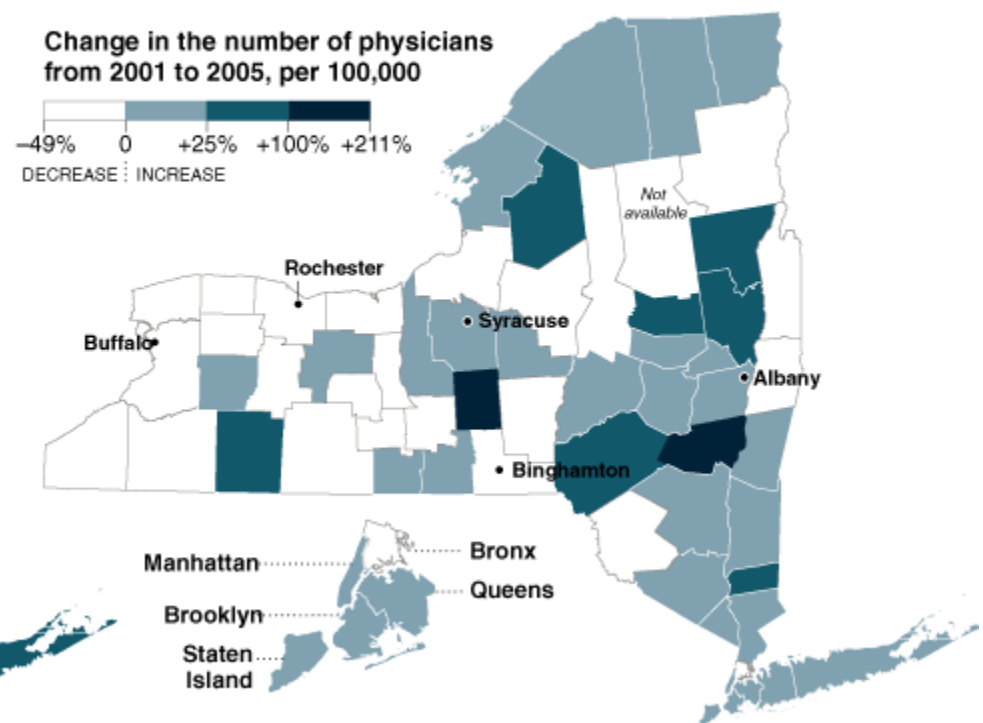 Change in the number of physicians
from 2001 to 2005, per 100,000
–49% 0 +25% +100% +211%
DECREASE INCREASE
Not
available
Rochester
Syracuse
Buffalo
Albany
Binghamton
Manhattan
Bronx
Queens
Brooklyn
Staten
Island